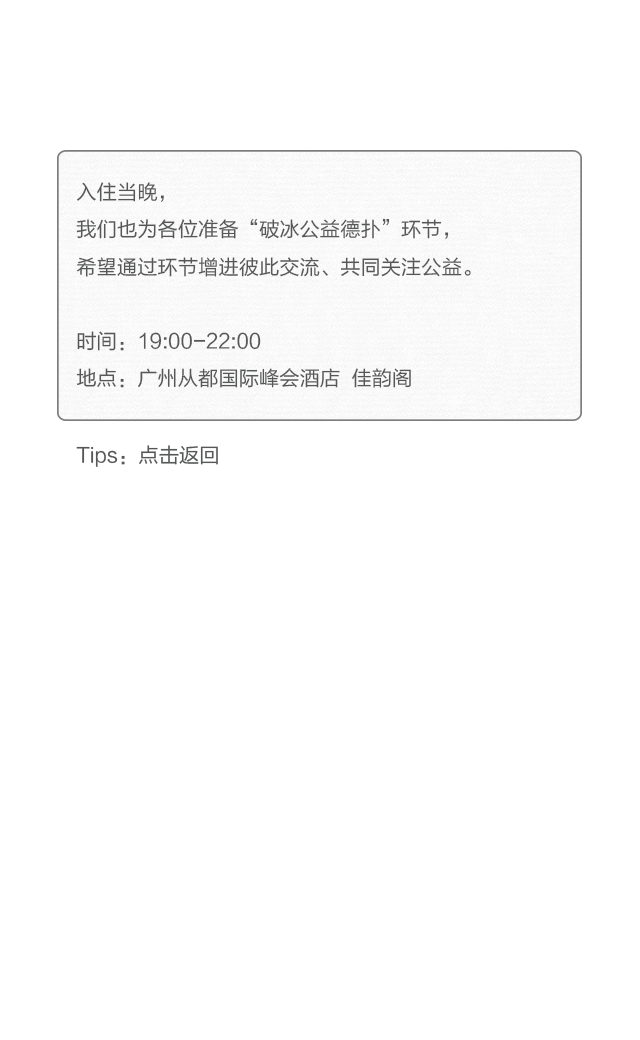 入住当晚，
我们也为各位准备“破冰公益德扑”环节，
希望通过环节增进彼此交流、共同关注公益。
时间：19:00-22:00
地点：广州从都国际峰会酒店 佳韵阁
Tips：点击返回